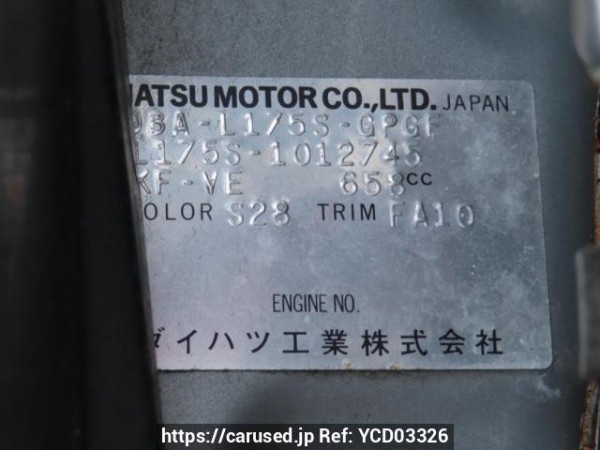 HATSU MOTOR CO.,LTD. JAPAN
DBA-L175S-GPGF
L175S-1012745
KF-VE 658CC
OLOR S28 TRIM FA10
ENGINE NO.
ダイハツ工業株式会社
https://carused.jp Ref: YCD03326